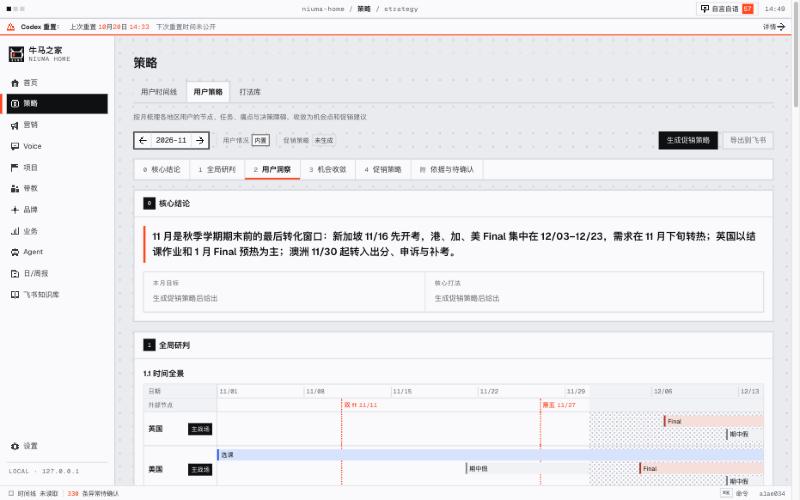 niuma-home / 策略 / strategy
自言自语 57
14:49
Codex 重置: 上次重置 10月20日 14:33 下次重置时间未公开
详情→
牛马之家
NIUMA HOME
首页
策略
营销
Voice
项目
带教
品牌
业务
Agent
日/周报
飞书知识库
设置
LOCAL · 127.0.0.1
策略
用户时间线 用户策略 打法库
按月梳理各地区用户的节点、任务、痛点与决策障碍，收敛为机会点和促销建议
← 2026-11 →
用户情况 内置
促销策略 未生成
生成促销策略
导出到飞书
0 核心结论
1 全局研判
2 用户洞察
3 机会收敛
4 促销策略
附 依据与待确认
0 核心结论
11 月是秋季学期期末前的最后转化窗口：新加坡 11/16 先开考，港、加、美 Final 集中在 12/03–12/23，需求在 11 月下旬转热；英国以结
课作业和 1 月 Final 预热为主；澳洲 11/30 起转入出分、申诉与补考。
本月目标
生成促销策略后给出
核心打法
生成促销策略后给出
1 全局研判
1.1 时间全景
日期 11/01 11/08 11/15 11/22 11/29 12/06 12/13
外部节点 双十一 11/11 黑五 11/27
英国 主战场 Final
期中假
选课
美国 主战场 期中假 Final
期中假
时间线 未读取
330 条异常待确认
⌘K 命令
a1ae034